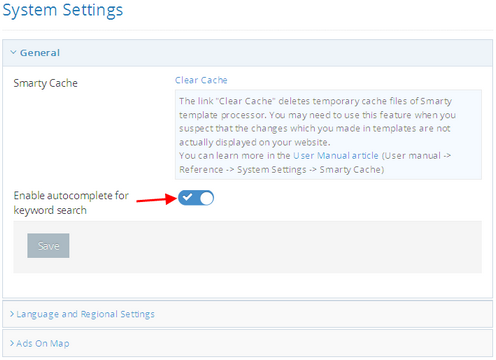 System Settings
General
Smarty Cache
Clear Cache
The link "Clear Cache" deletes temporary cache files of Smarty
template processor. You may need to use this feature when you
suspect that the changes which you made in templates are not
actually displayed on your website.
You can learn more in the User Manual article (User manual ->
Reference -> System Settings -> Smarty Cache)
Enable autocomplete for
keyword search
Save
Language and Regional Settings
Ads On Map